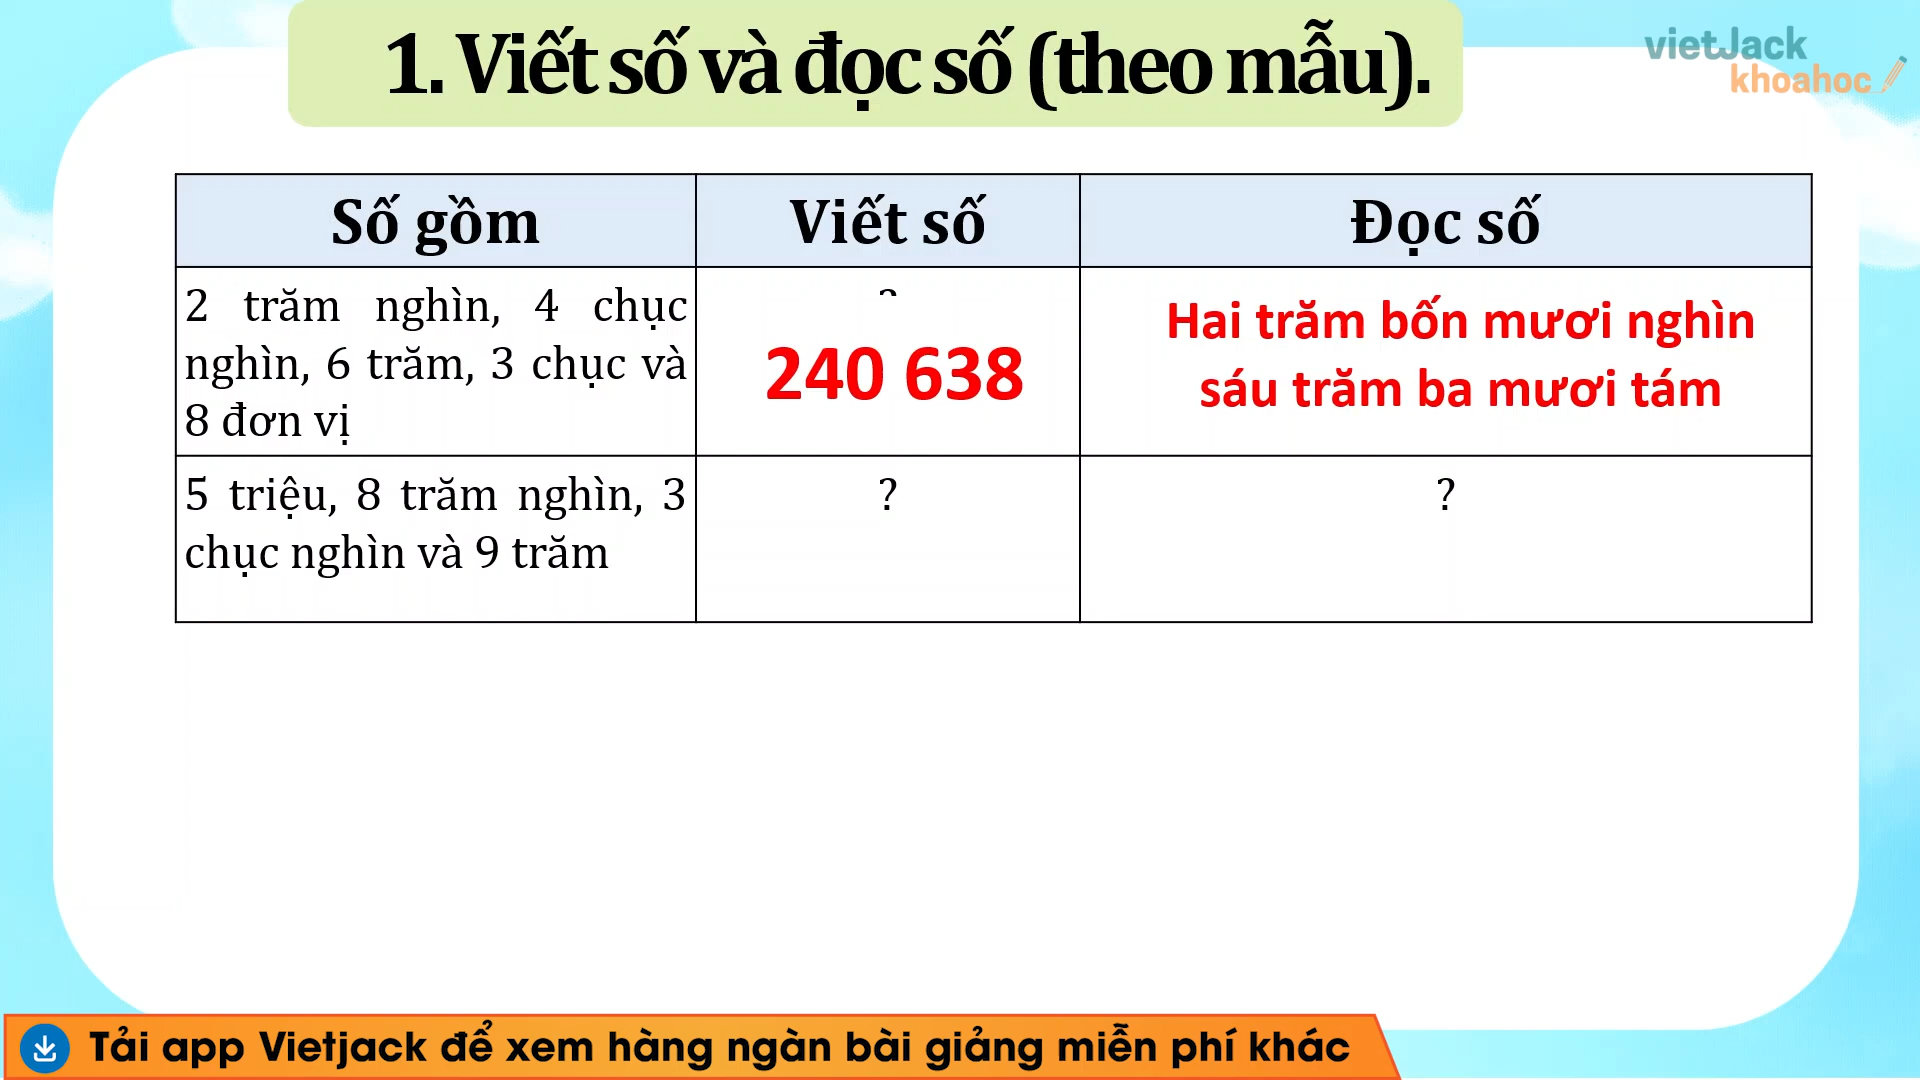 1. Viết số và đọc số (theo mẫu).
vietJack
khoahoc
Số gồm
Viết số
Đọc số
2 trăm nghìn, 4 chục
nghìn, 6 trăm, 3 chục và
8 đơn vị
240 638
Hai trăm bốn mươi nghìn
sáu trăm ba mươi tám
5 triệu, 8 trăm nghìn, 3
chục nghìn và 9 trăm
?
?
Tải app Vietjack để xem hàng ngàn bài giảng miễn phí khác